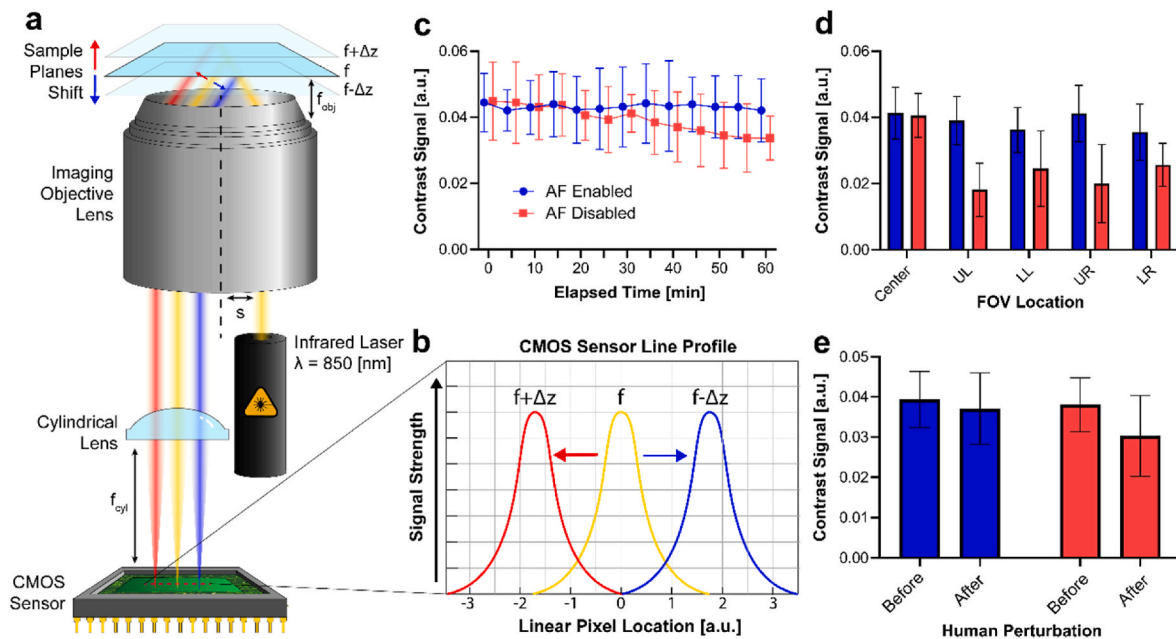 a
Sample
Planes
Shift
f+Δz
f
f-Δz
f_obj
Imaging
Objective
Lens
s
Infrared Laser
λ = 850 [nm]
Cylindrical
Lens
f_cyl
CMOS
Sensor
b
CMOS Sensor Line Profile
Signal Strength
f+Δz f f-Δz
-3 -2 -1 0 1 2 3
Linear Pixel Location [a.u.]
c
Contrast Signal [a.u.]
0.06
0.04
0.02
0.00
AF Enabled
AF Disabled
0 10 20 30 40 50 60
Elapsed Time [min]
d
Contrast Signal [a.u.]
0.06
0.04
0.02
0.00
Center UL LL UR LR
FOV Location
e
Contrast Signal [a.u.]
0.05
0.04
0.03
0.02
0.01
0.00
Before After Before After
Human Perturbation